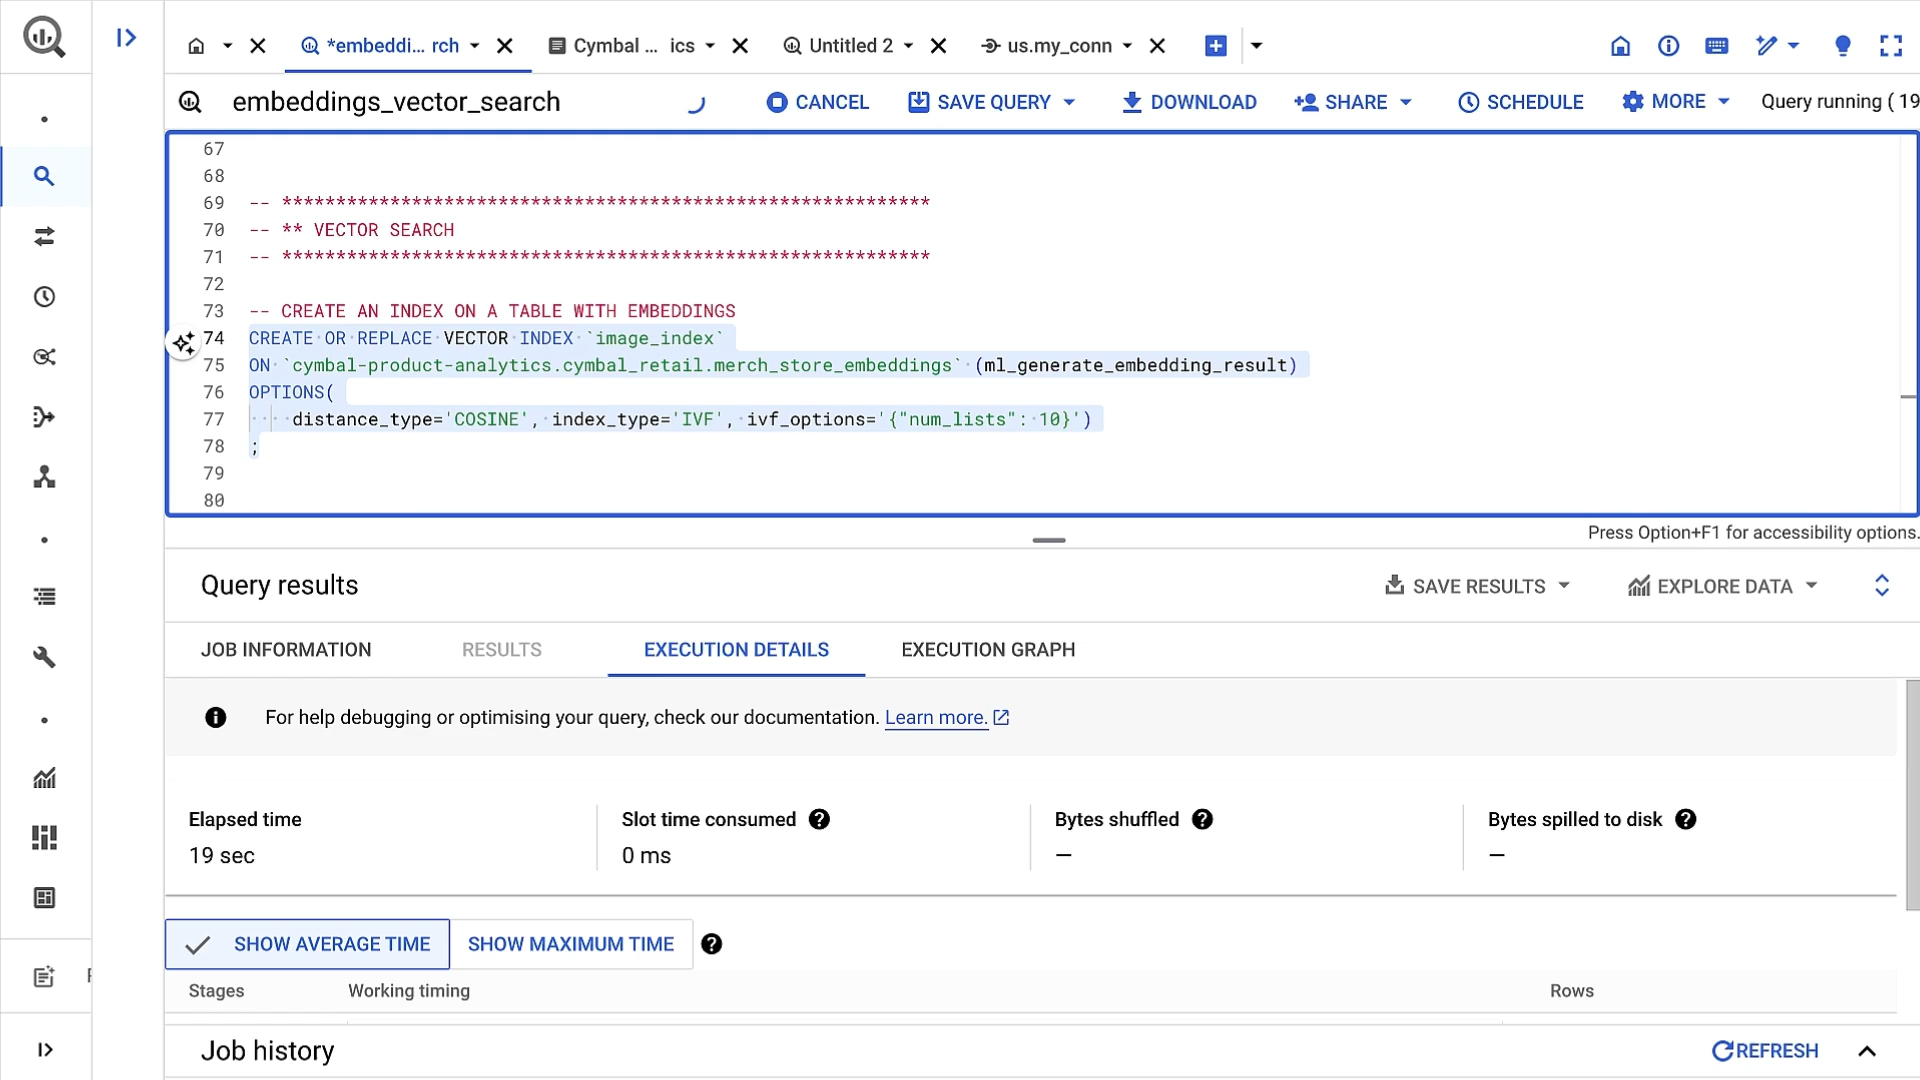 *embeddi... rch
Cymbal ... ics
Untitled 2
us.my_conn
embeddings_vector_search
CANCEL
SAVE QUERY
DOWNLOAD
SHARE
SCHEDULE
MORE
Query running ( 19
67
68
69 -- ************************************************************
70 -- ** VECTOR SEARCH
71 -- ************************************************************
72
73 -- CREATE AN INDEX ON A TABLE WITH EMBEDDINGS
74 CREATE OR REPLACE VECTOR INDEX `image_index`
75 ON `cymbal-product-analytics.cymbal_retail.merch_store_embeddings` (ml_generate_embedding_result)
76 OPTIONS(
77 distance_type='COSINE', index_type='IVF', ivf_options='{"num_lists": 10}')
78 ;
79
80
Press Option+F1 for accessibility options.
Query results
SAVE RESULTS
EXPLORE DATA
JOB INFORMATION
RESULTS
EXECUTION DETAILS
EXECUTION GRAPH
For help debugging or optimising your query, check our documentation. Learn more.
Elapsed time
19 sec
Slot time consumed
0 ms
Bytes shuffled
—
Bytes spilled to disk
—
SHOW AVERAGE TIME
SHOW MAXIMUM TIME
Stages
Working timing
Rows
Job history
REFRESH